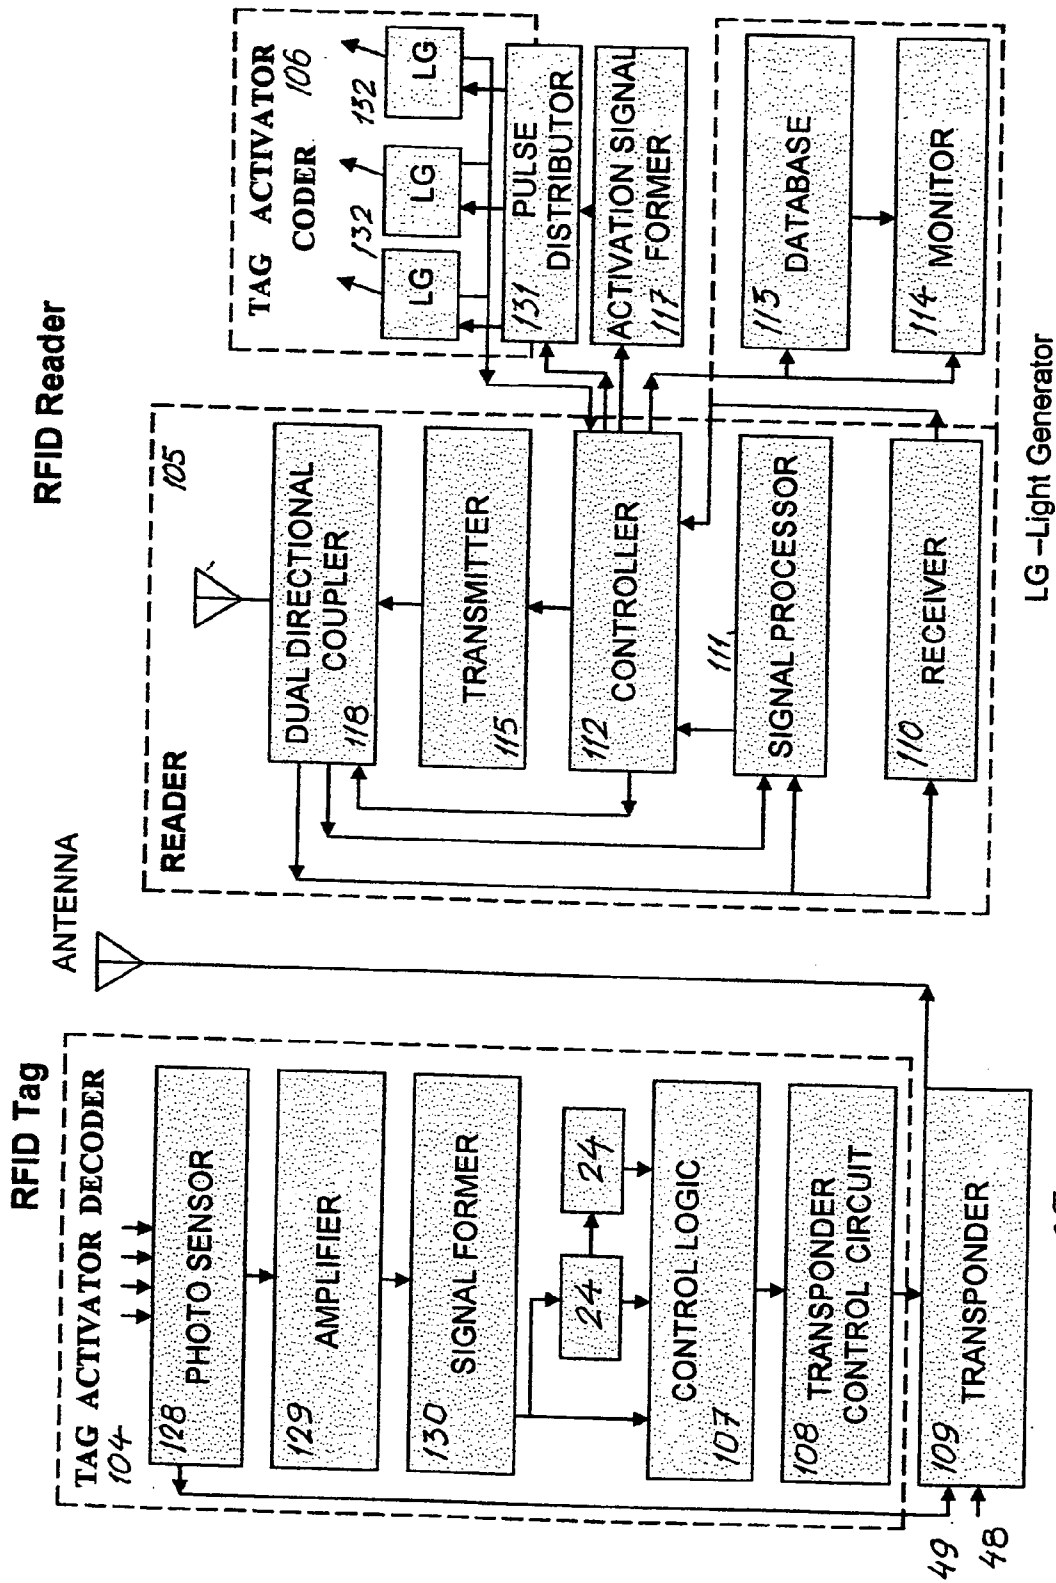 RFID Tag
TAG ACTIVATOR DECODER
104
128
PHOTO SENSOR
129
AMPLIFIER
130
SIGNAL FORMER
24
24
107
CONTROL LOGIC
108
TRANSPONDER
CONTROL CIRCUIT
109
TRANSPONDER
49
48
ANTENNA
RFID Reader
READER
105
DUAL DIRECTIONAL
COUPLER
118
TRANSMITTER
115
CONTROLLER
112
111
SIGNAL PROCESSOR
RECEIVER
110
TAG ACTIVATOR
CODER
106
132
132
LG
LG
LG
131
PULSE
DISTRIBUTOR
ACTIVATION SIGNAL
FORMER
117
DATABASE
113
MONITOR
114
LG –Light Generator